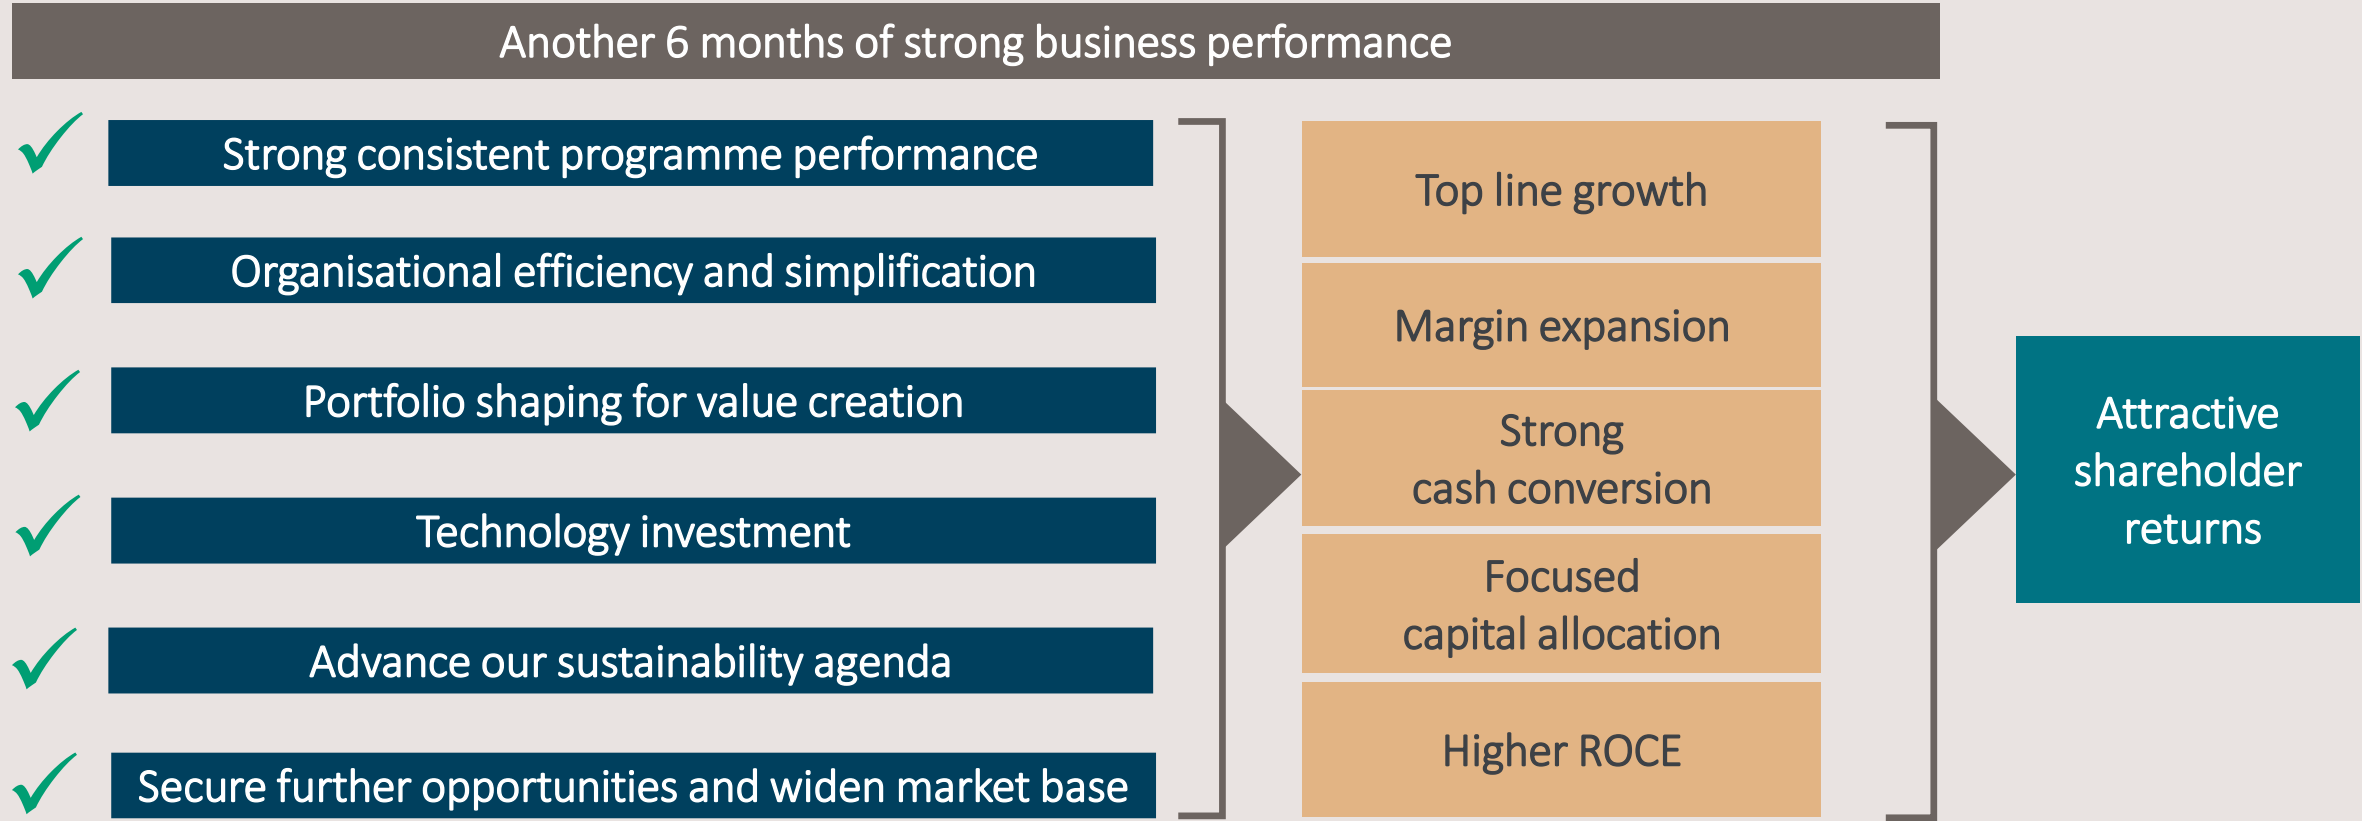 Another 6 months of strong business performance
Strong consistent programme performance
Organisational efficiency and simplification
Portfolio shaping for value creation
Technology investment
Advance our sustainability agenda
Secure further opportunities and widen market base
Top line growth
Margin expansion
Strong
cash conversion
Focused
capital allocation
Higher ROCE
Attractive
shareholder
returns